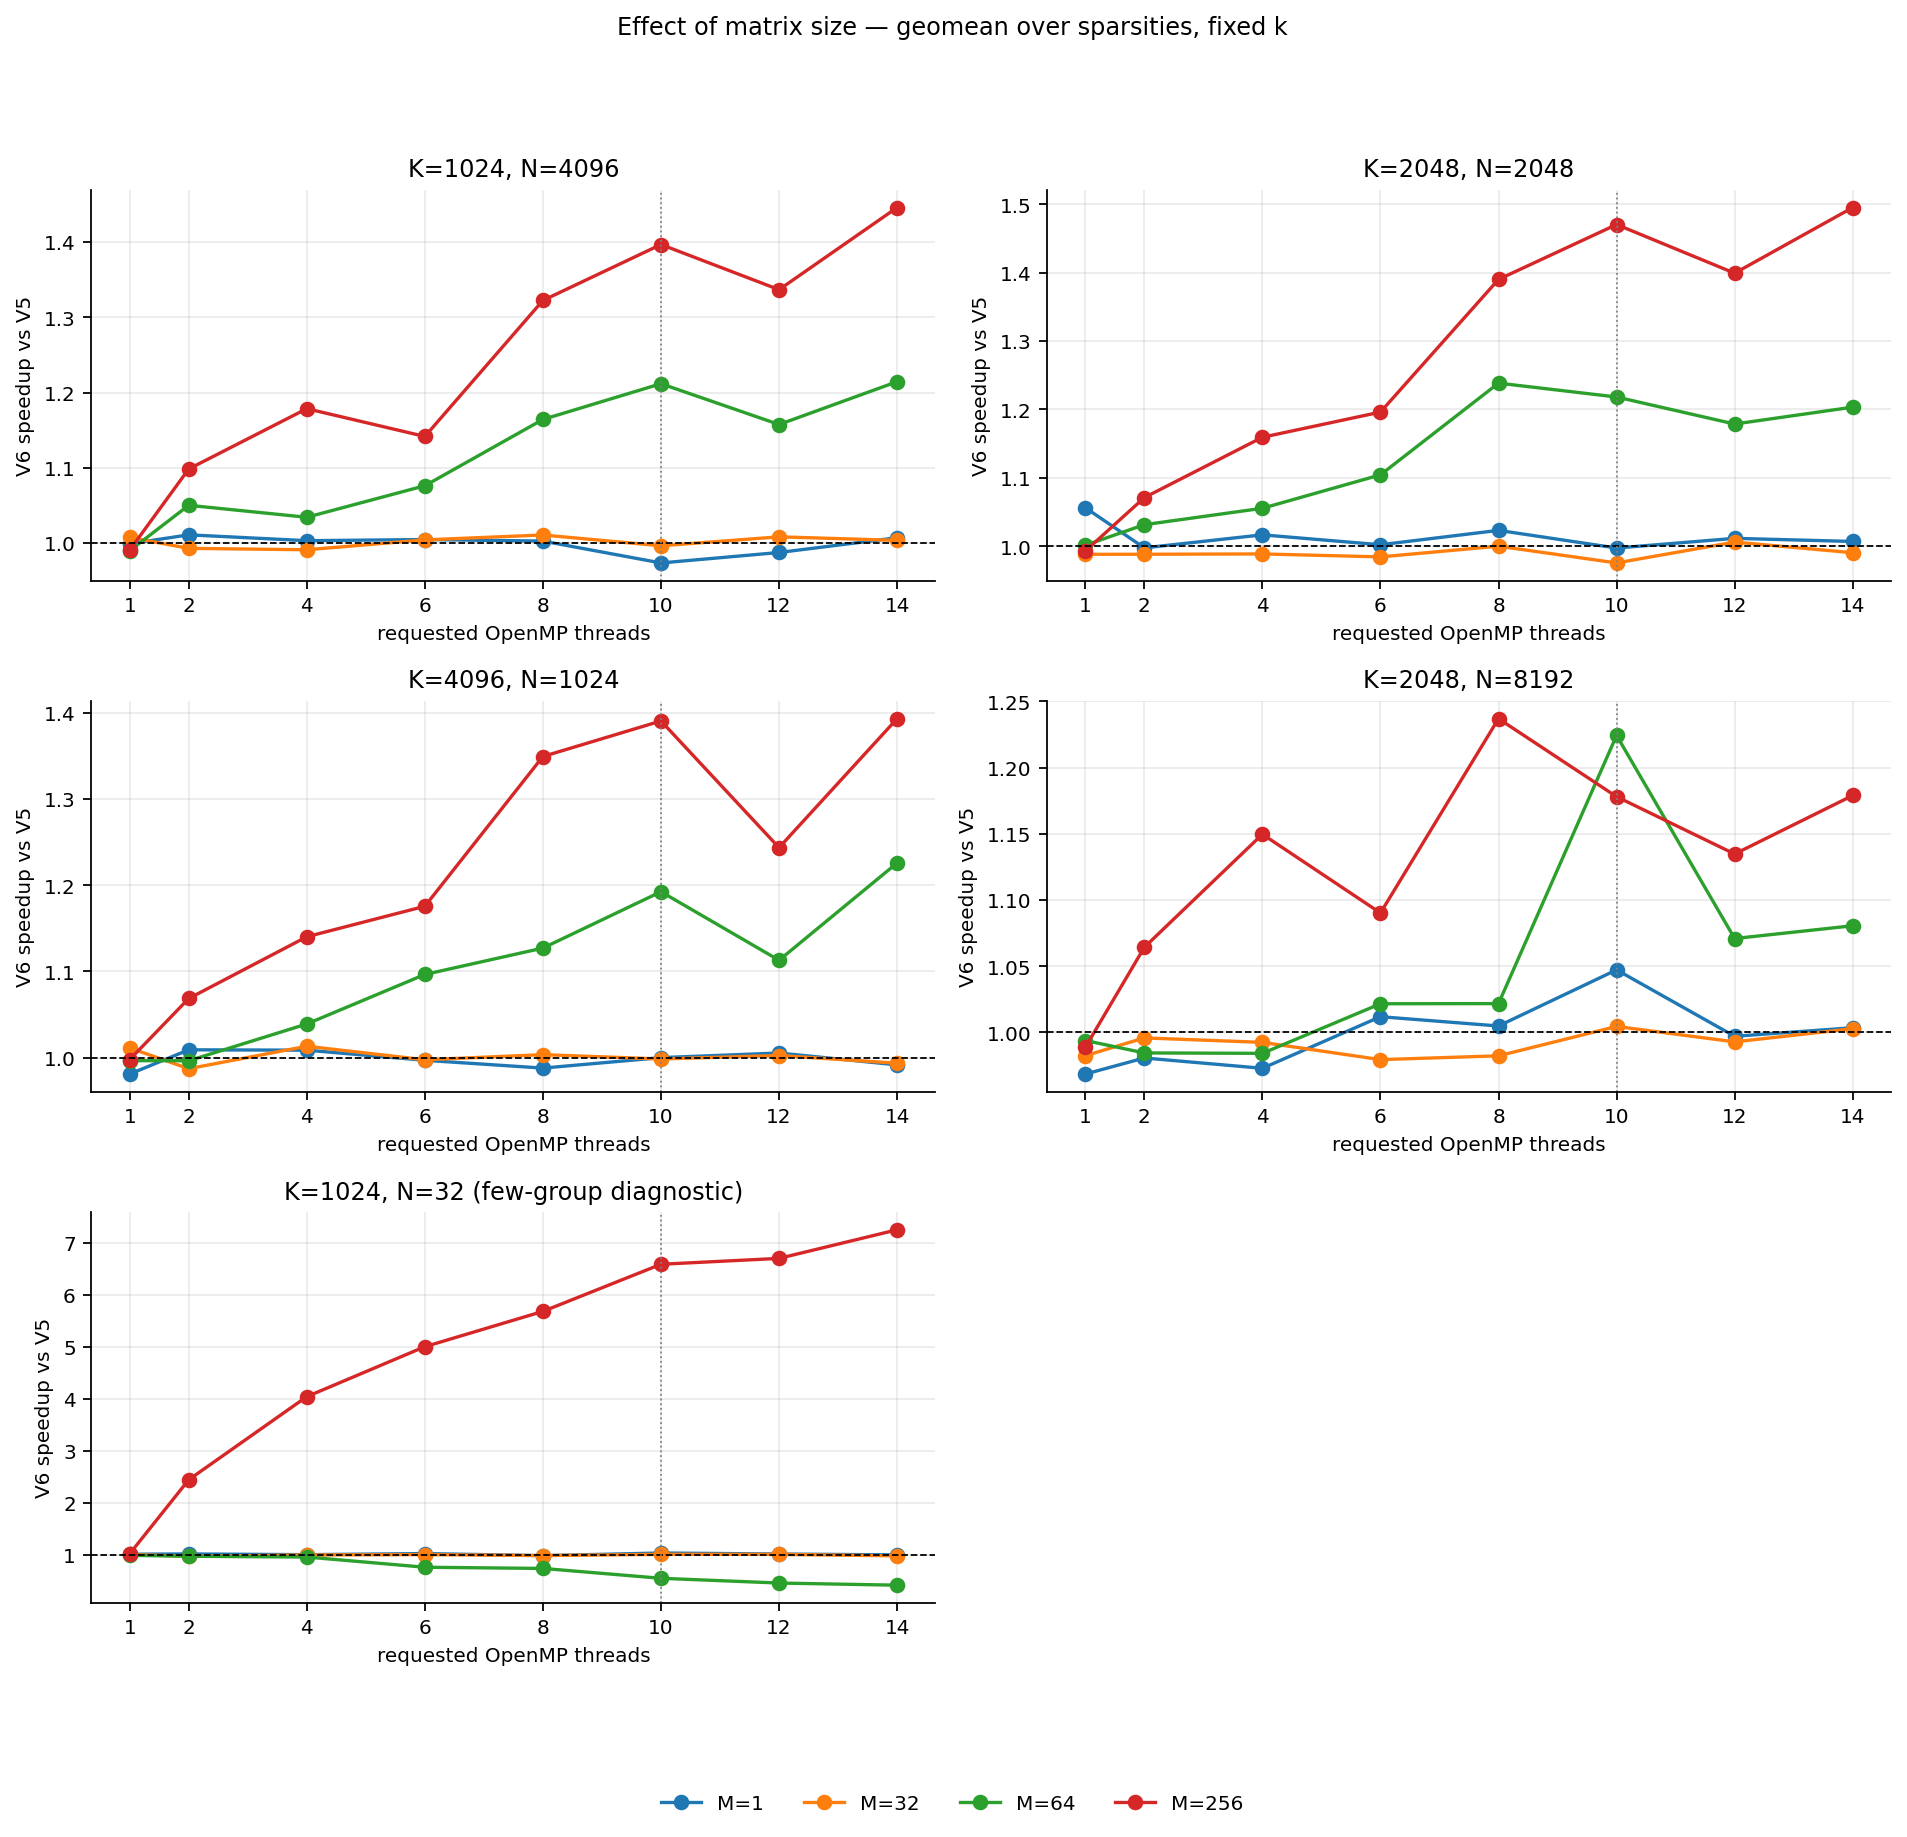 Effect of matrix size — geomean over sparsities, fixed k
K=1024, N=4096
V6 speedup vs V5
1.4
1.3
1.2
1.1
1.0
1 2 4 6 8 10 12 14
requested OpenMP threads
K=2048, N=2048
V6 speedup vs V5
1.5
1.4
1.3
1.2
1.1
1.0
1 2 4 6 8 10 12 14
requested OpenMP threads
K=4096, N=1024
V6 speedup vs V5
1.4
1.3
1.2
1.1
1.0
1 2 4 6 8 10 12 14
requested OpenMP threads
K=2048, N=8192
V6 speedup vs V5
1.25
1.20
1.15
1.10
1.05
1.00
1 2 4 6 8 10 12 14
requested OpenMP threads
K=1024, N=32 (few-group diagnostic)
V6 speedup vs V5
7
6
5
4
3
2
1
1 2 4 6 8 10 12 14
requested OpenMP threads
M=1 M=32 M=64 M=256